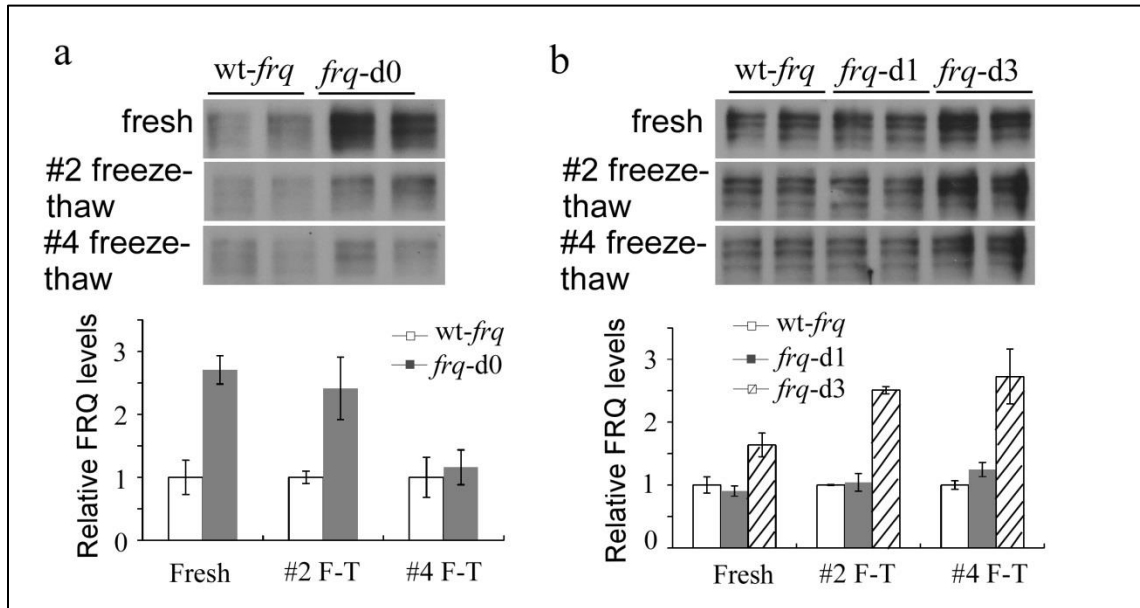 a
wt-frq frq-d0
fresh
#2 freeze-
thaw
#4 freeze-
thaw
Relative FRQ levels
3
2
1
0
wt-frq
frq-d0
Fresh #2 F-T #4 F-T
b
wt-frq frq-d1 frq-d3
fresh
#2 freeze-
thaw
#4 freeze-
thaw
Relative FRQ levels
3
2
1
0
wt-frq
frq-d1
frq-d3
Fresh #2 F-T #4 F-T